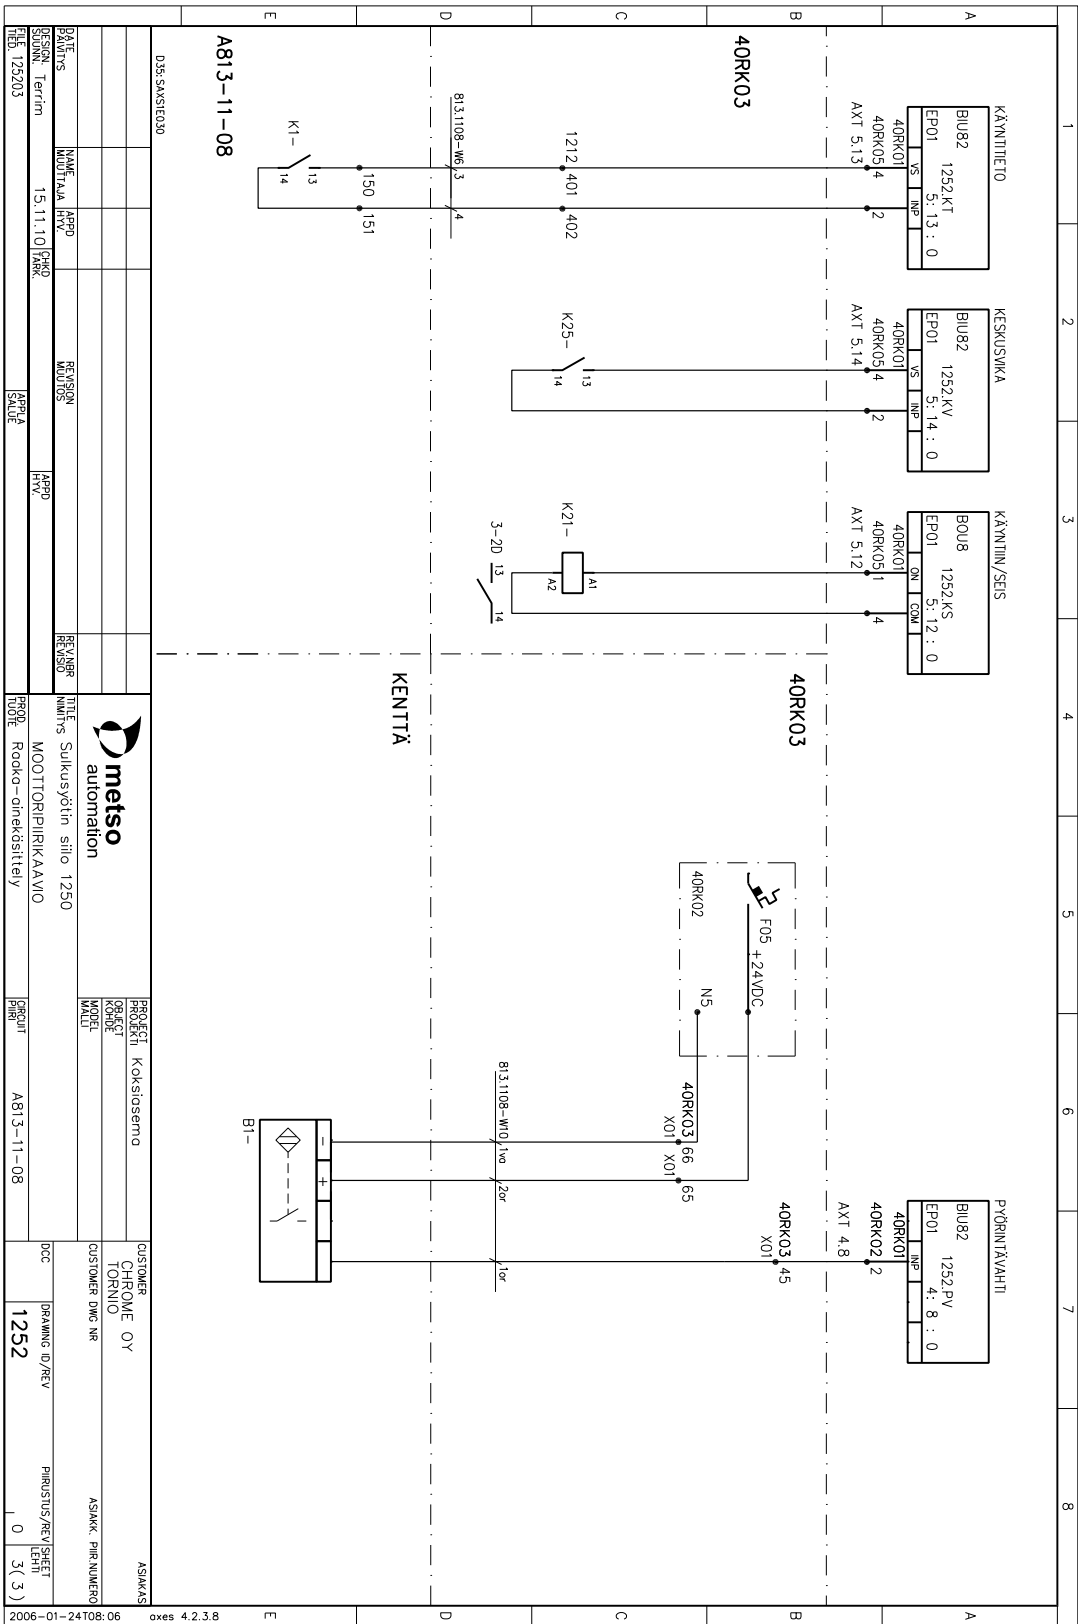 1 2 3 4 5 6 7 8
A
B
C
D
E
A
B
C
D
E
KÄYNTITIETO
BIU82 1252.KT
EP01 5: 13 : 0
VS INP
40RK01
40RK05 4 2
AXT 5.13
KESKUSVIKA
BIU82 1252.KV
EP01 5: 14 : 0
VS INP
40RK01
40RK05 4 2
AXT 5.14
KÄYNTIIN/SEIS
BOU8 1252.KS
EP01 5: 12 : 0
ON COM
40RK01
40RK05 1 4
AXT 5.12
PYÖRINTÄVAHTI
BIU82 1252.PV
EP01 4: 8 : 0
INP
40RK01
40RK02 2
AXT 4.8
40RK03
40RK03
F05 +24VDC
N5
40RK02
40RK03 45
X01
40RK03 66 65
X01 X01
1212 401 402
K25- 13
14
K21- A1
A2
3-2D 13 14
813.1108-W6 3 4
813.1108-W10 1va 2or 1or
KENTTÄ
150 151
K1- 13
14
B1-
- +
A813-11-08
D35:SAXS1E030
DATE PÄIVITYS
NAME MUUTTAJA
APPD HYV.
REVISION MUUTOS
REV.NBR REVISIO
DESIGN. SUUNN. Terrim 15.11.10
CHKD TARK.
APPD HYV.
FILE TIED. 125203
APPLA SALUE
metso
automation
TITLE NIMITYS Sulkusyötin siilo 1250
MOOTTORIPIIRIKAAVIO
PROD. TUOTE Raaka-ainekäsittely
PROJECT PROJEKTI Koksiasema
OBJECT KOHDE
MODEL MALLI
CIRCUIT PIIRI A813-11-08
CUSTOMER ASIAKAS
CHROME OY
TORNIO
CUSTOMER DWG NR ASIAKK. PIIR.NUMERO
DCC DRAWING ID/REV PIIRUSTUS/REV SHEET LEHTI
1252 0 3( 3 )
2006-01-24T08:06 axes 4.2.3.8